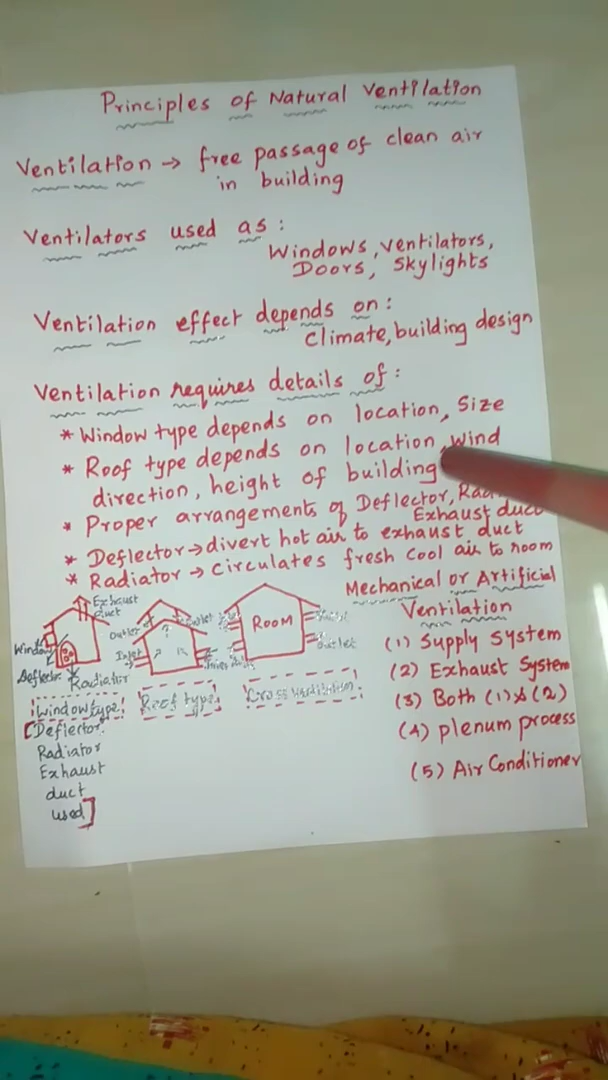 Principles of Natural Ventilation
Ventilation → free passage of clean air
in building
Ventilators used as :
Windows, ventilators,
Doors, skylights
Ventilation effect depends on :
Climate, building design
Ventilation requires details of :
* Window type depends on location, Size
* Roof type depends on location, wind
direction, height of building
* Proper arrangements of Deflector,
Exhaust duct
* Deflector → divert hot air to exhaust duct
* Radiator → circulates fresh cool air to room
Exhaust
duct
Window
Deflector
Radiator
Window type
[Deflector
Radiator
Exhaust
duct
used]
Outlet
Inlet
Roof type
ROOM
Outlet
Cross ventilation
Mechanical or Artificial
Ventilation
(1) Supply system
(2) Exhaust System
(3) Both (1) & (2)
(4) plenum process
(5) Air Conditioner